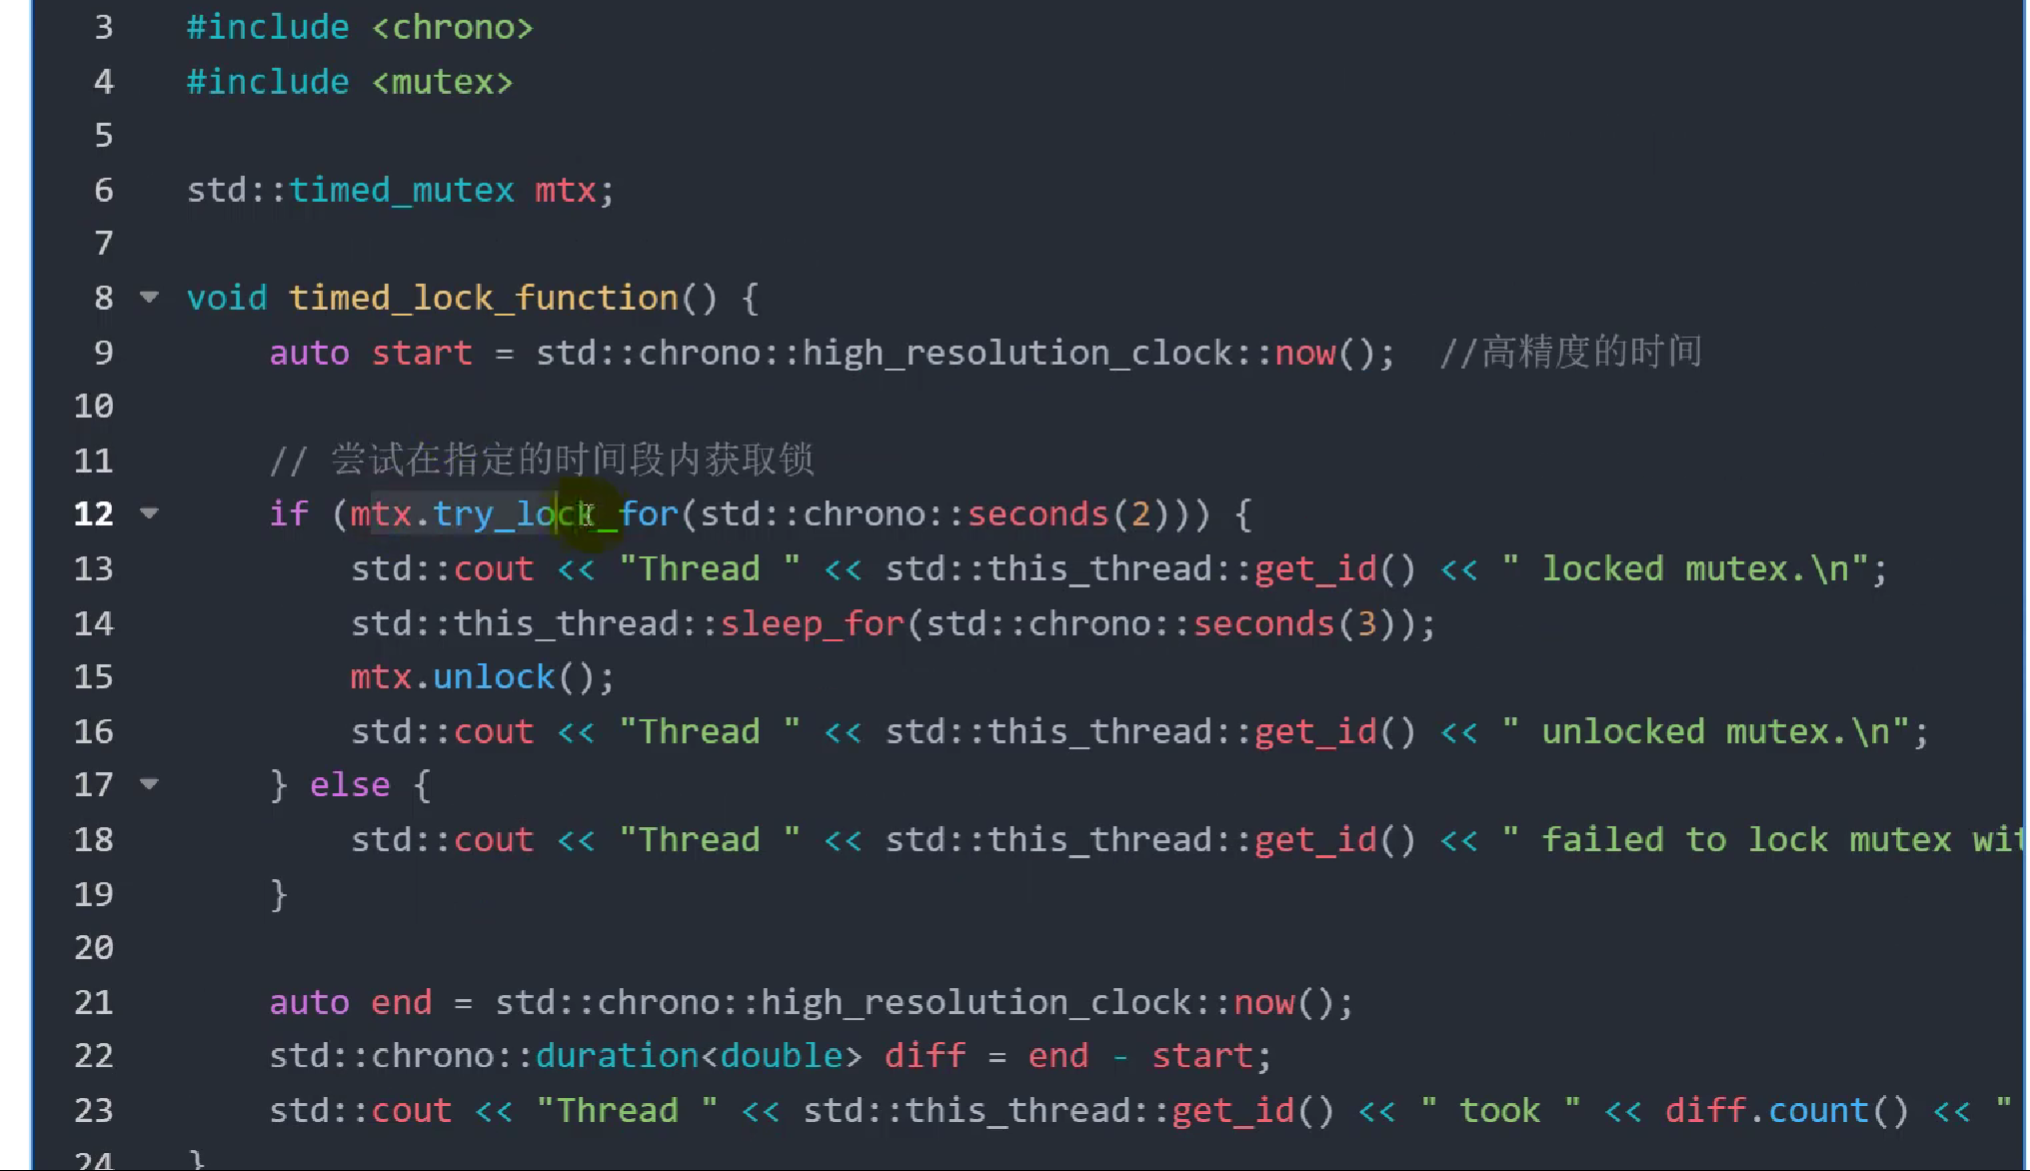 3 #include <chrono>
4 #include <mutex>
5
6 std::timed_mutex mtx;
7
8 void timed_lock_function() {
9 auto start = std::chrono::high_resolution_clock::now(); //高精度的时间
10
11 // 尝试在指定的时间段内获取锁
12 if (mtx.try_lock_for(std::chrono::seconds(2))) {
13 std::cout << "Thread " << std::this_thread::get_id() << " locked mutex.\n";
14 std::this_thread::sleep_for(std::chrono::seconds(3));
15 mtx.unlock();
16 std::cout << "Thread " << std::this_thread::get_id() << " unlocked mutex.\n";
17 } else {
18 std::cout << "Thread " << std::this_thread::get_id() << " failed to lock mutex wit
19 }
20
21 auto end = std::chrono::high_resolution_clock::now();
22 std::chrono::duration<double> diff = end - start;
23 std::cout << "Thread " << std::this_thread::get_id() << " took " << diff.count() << "
24 }